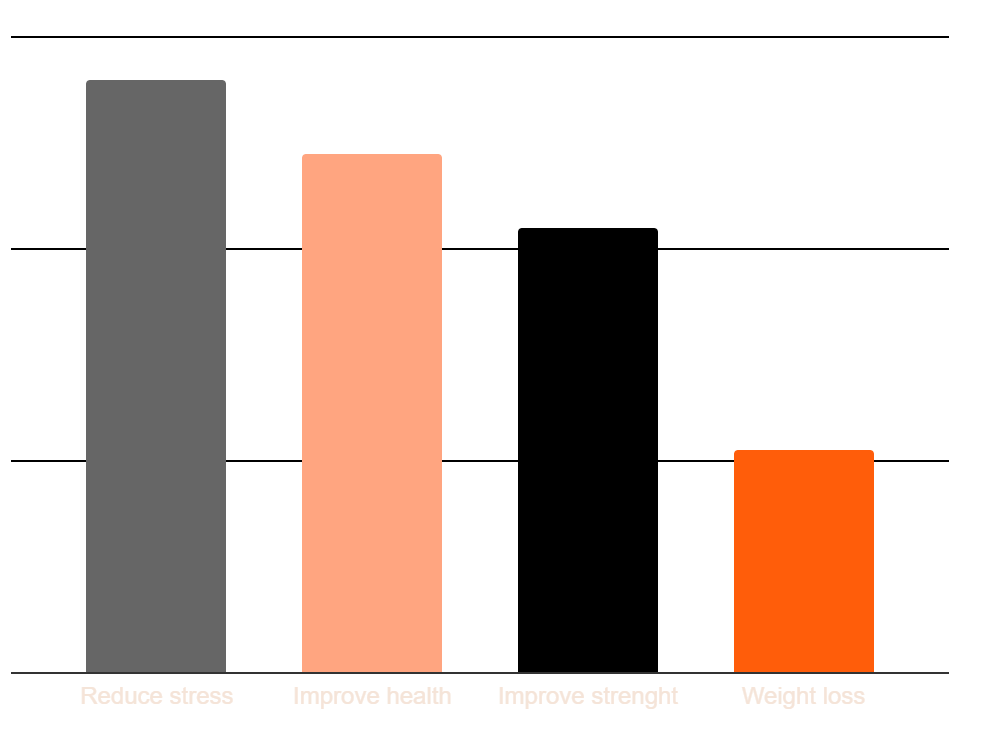 Reduce stress
Improve health
Improve strenght
Weight loss